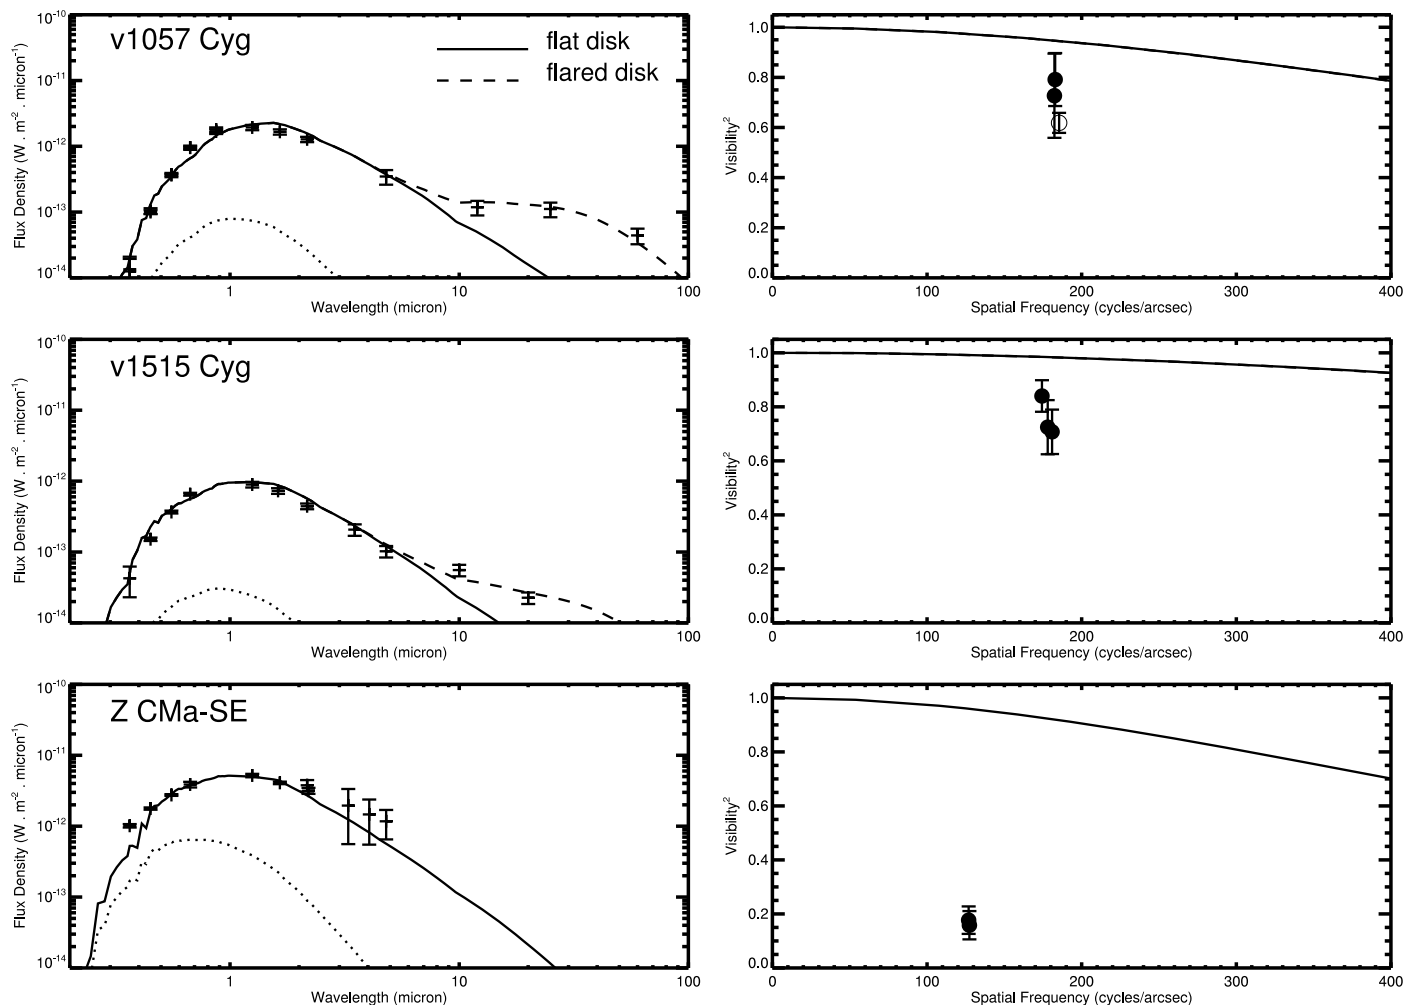 v1057 Cyg
flat disk
flared disk
Flux Density (W . m⁻² . micron⁻¹)
10⁻¹⁰
10⁻¹¹
10⁻¹²
10⁻¹³
10⁻¹⁴
1 10 100
Wavelength (micron)
Visibility²
1.0
0.8
0.6
0.4
0.2
0.0
0 100 200 300 400
Spatial Frequency (cycles/arcsec)
v1515 Cyg
Flux Density (W . m⁻² . micron⁻¹)
10⁻¹⁰
10⁻¹¹
10⁻¹²
10⁻¹³
10⁻¹⁴
1 10 100
Wavelength (micron)
Visibility²
1.0
0.8
0.6
0.4
0.2
0.0
0 100 200 300 400
Spatial Frequency (cycles/arcsec)
Z CMa-SE
Flux Density (W . m⁻² . micron⁻¹)
10⁻¹⁰
10⁻¹¹
10⁻¹²
10⁻¹³
10⁻¹⁴
1 10 100
Wavelength (micron)
Visibility²
1.0
0.8
0.6
0.4
0.2
0.0
0 100 200 300 400
Spatial Frequency (cycles/arcsec)